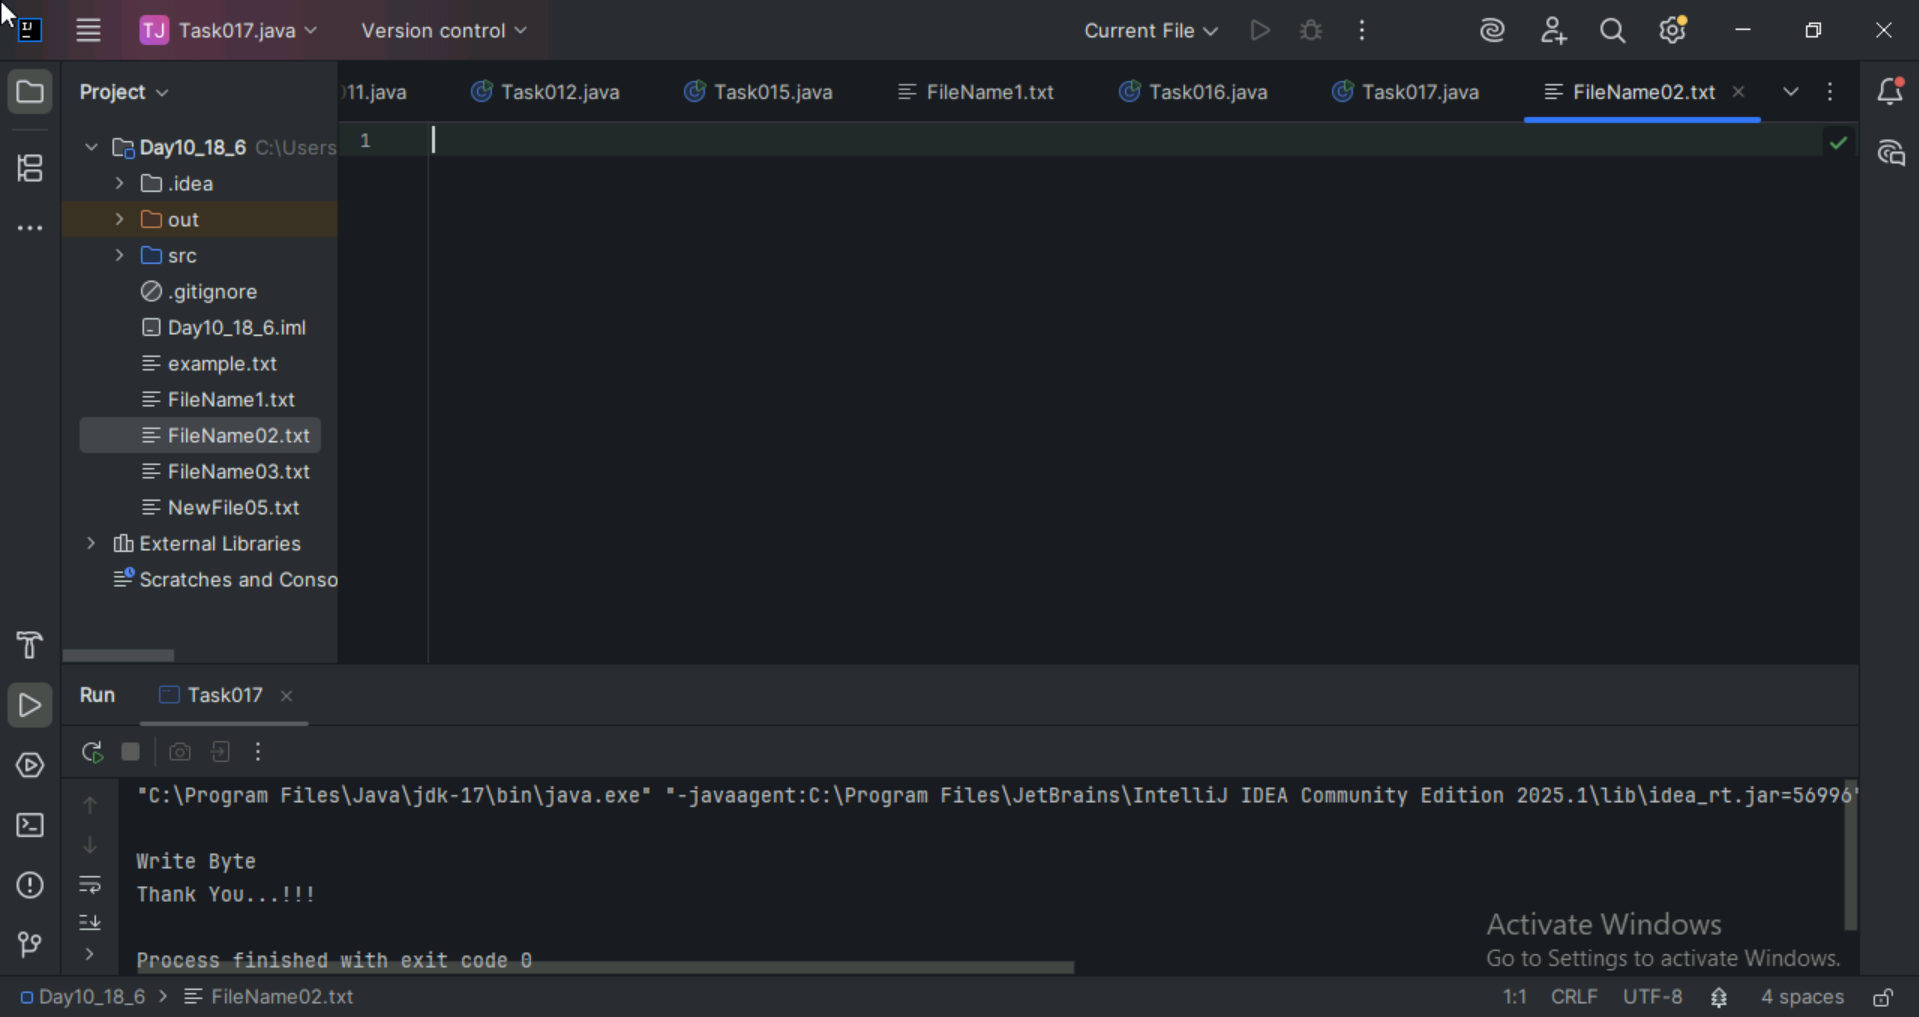 TJ Task017.java
Version control
Current File
Project
11.java
Task012.java
Task015.java
FileName1.txt
Task016.java
Task017.java
FileName02.txt
1
Day10_18_6 C:\Users
.idea
out
src
.gitignore
Day10_18_6.iml
example.txt
FileName1.txt
FileName02.txt
FileName03.txt
NewFile05.txt
External Libraries
Scratches and Conso
Run
Task017
"C:\Program Files\Java\jdk-17\bin\java.exe" "-javaagent:C:\Program Files\JetBrains\IntelliJ IDEA Community Edition 2025.1\lib\idea_rt.jar=56996"
Write Byte
Thank You...!!!
Process finished with exit code 0
Activate Windows
Go to Settings to activate Windows.
Day10_18_6 > FileName02.txt
1:1 CRLF UTF-8 4 spaces